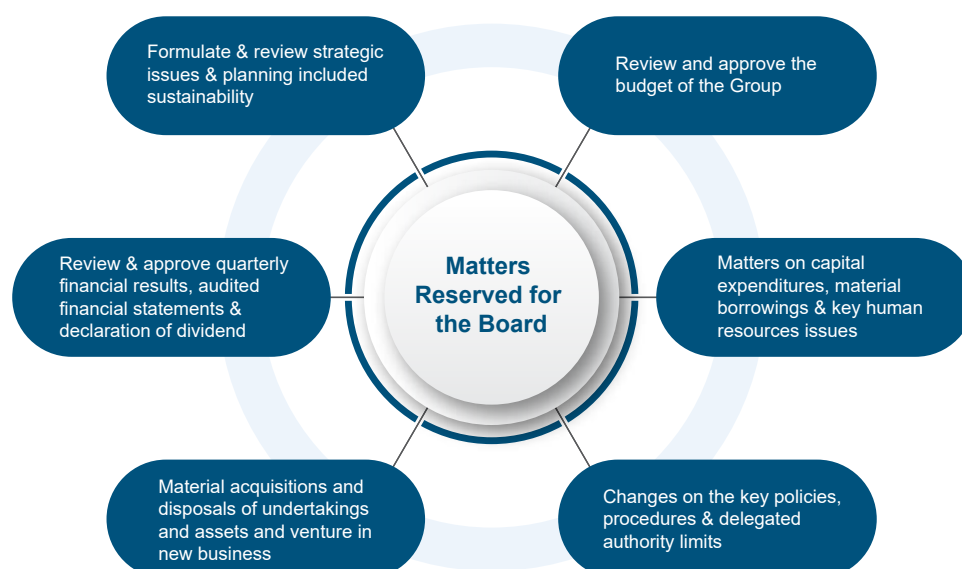 Formulate & review strategic
issues & planning included
sustainability
Review and approve the
budget of the Group
Review & approve quarterly
financial results, audited
financial statements &
declaration of dividend
Matters
Reserved for
the Board
Matters on capital
expenditures, material
borrowings & key human
resources issues
Material acquisitions and
disposals of undertakings
and assets and venture in
new business
Changes on the key policies,
procedures & delegated
authority limits